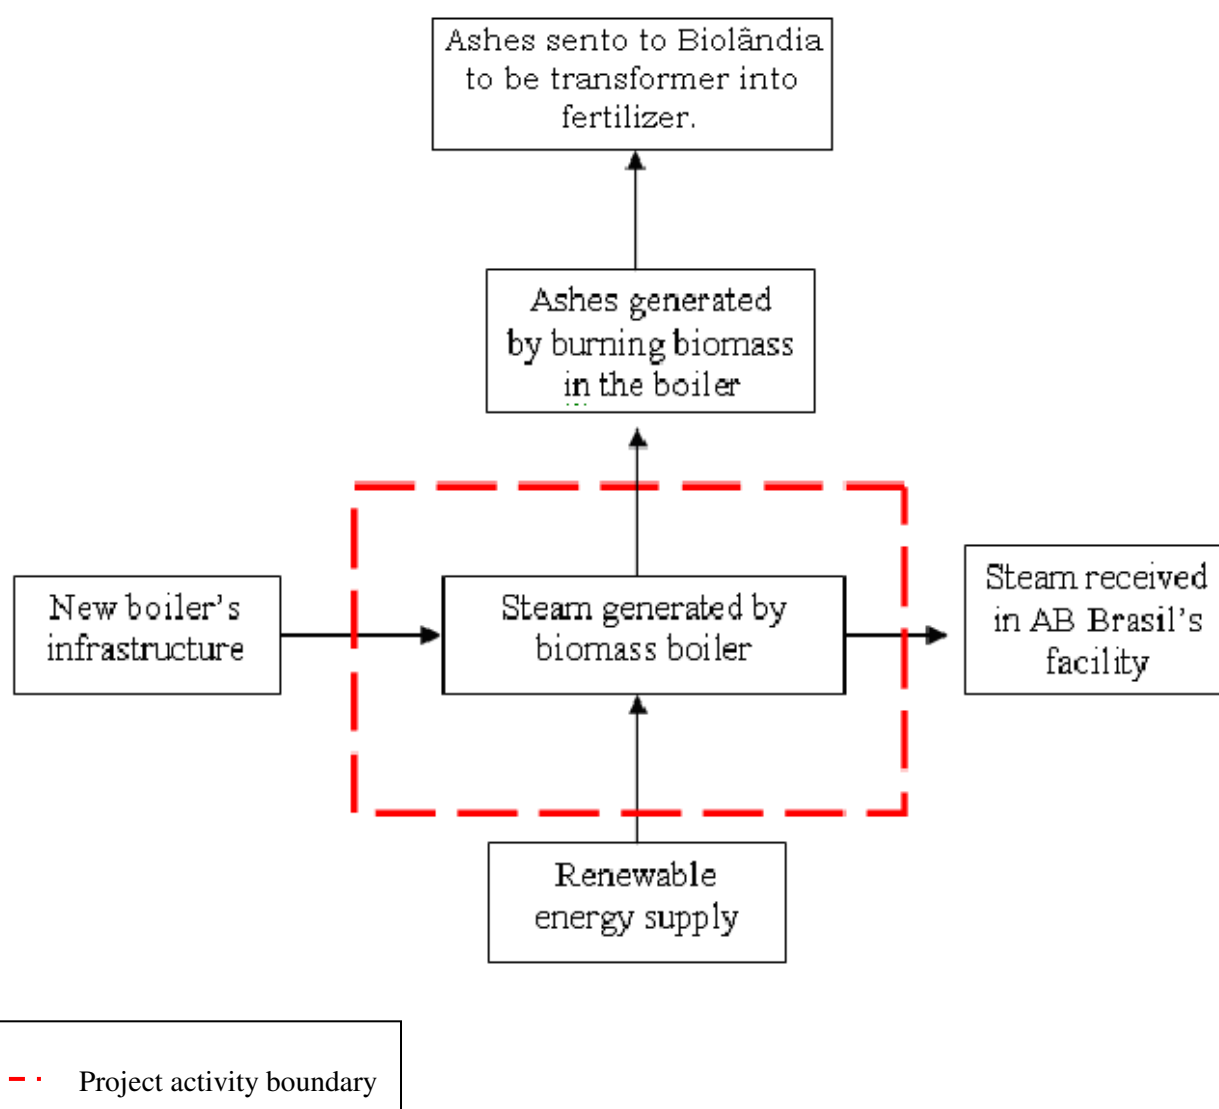 Ashes sento to Biolândia
to be transformer into
fertilizer.
Ashes generated
by burning biomass
in the boiler
New boiler's
infrastructure
Steam generated by
biomass boiler
Steam received
in AB Brasil's
facility
Renewable
energy supply
Project activity boundary